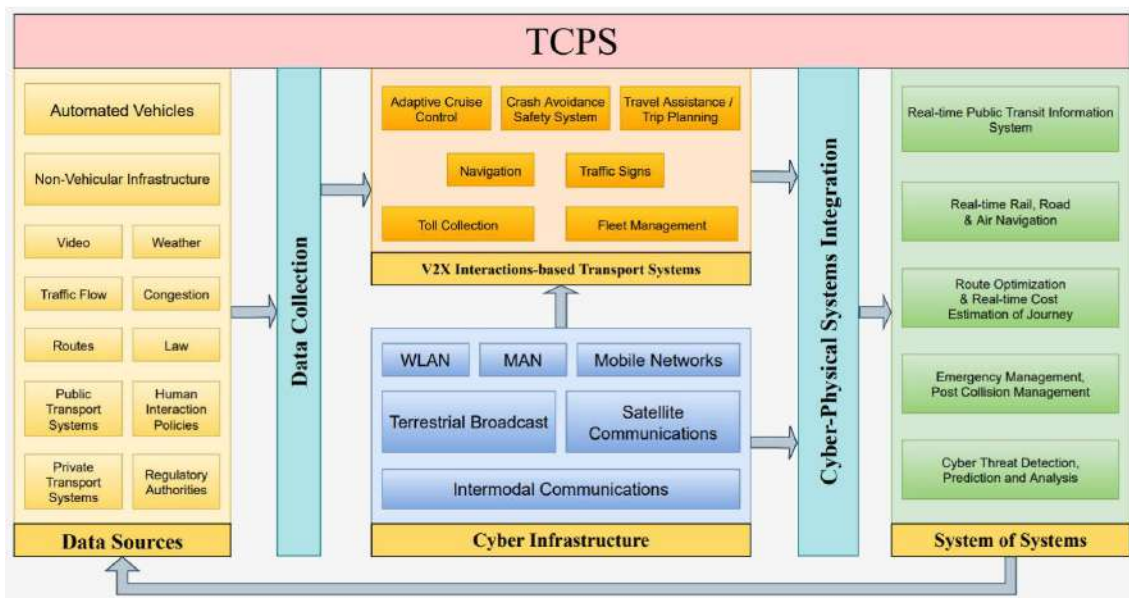 TCPS
Automated Vehicles
Non-Vehicular Infrastructure
Video
Weather
Traffic Flow
Congestion
Routes
Law
Public
Transport
Systems
Human
Interaction
Policies
Private
Transport
Systems
Regulatory
Authorities
Data Sources
Data Collection
Adaptive Cruise
Control
Crash Avoidance
Safety System
Travel Assistance /
Trip Planning
Navigation
Traffic Signs
Toll Collection
Fleet Management
V2X Interactions-based Transport Systems
WLAN
MAN
Mobile Networks
Terrestrial Broadcast
Satellite
Communications
Intermodal Communications
Cyber Infrastructure
Cyber-Physical Systems Integration
Real-time Public Transit Information
System
Real-time Rail, Road
& Air Navigation
Route Optimization
& Real-time Cost
Estimation of Journey
Emergency Management,
Post Collision Management
Cyber Threat Detection,
Prediction and Analysis
System of Systems